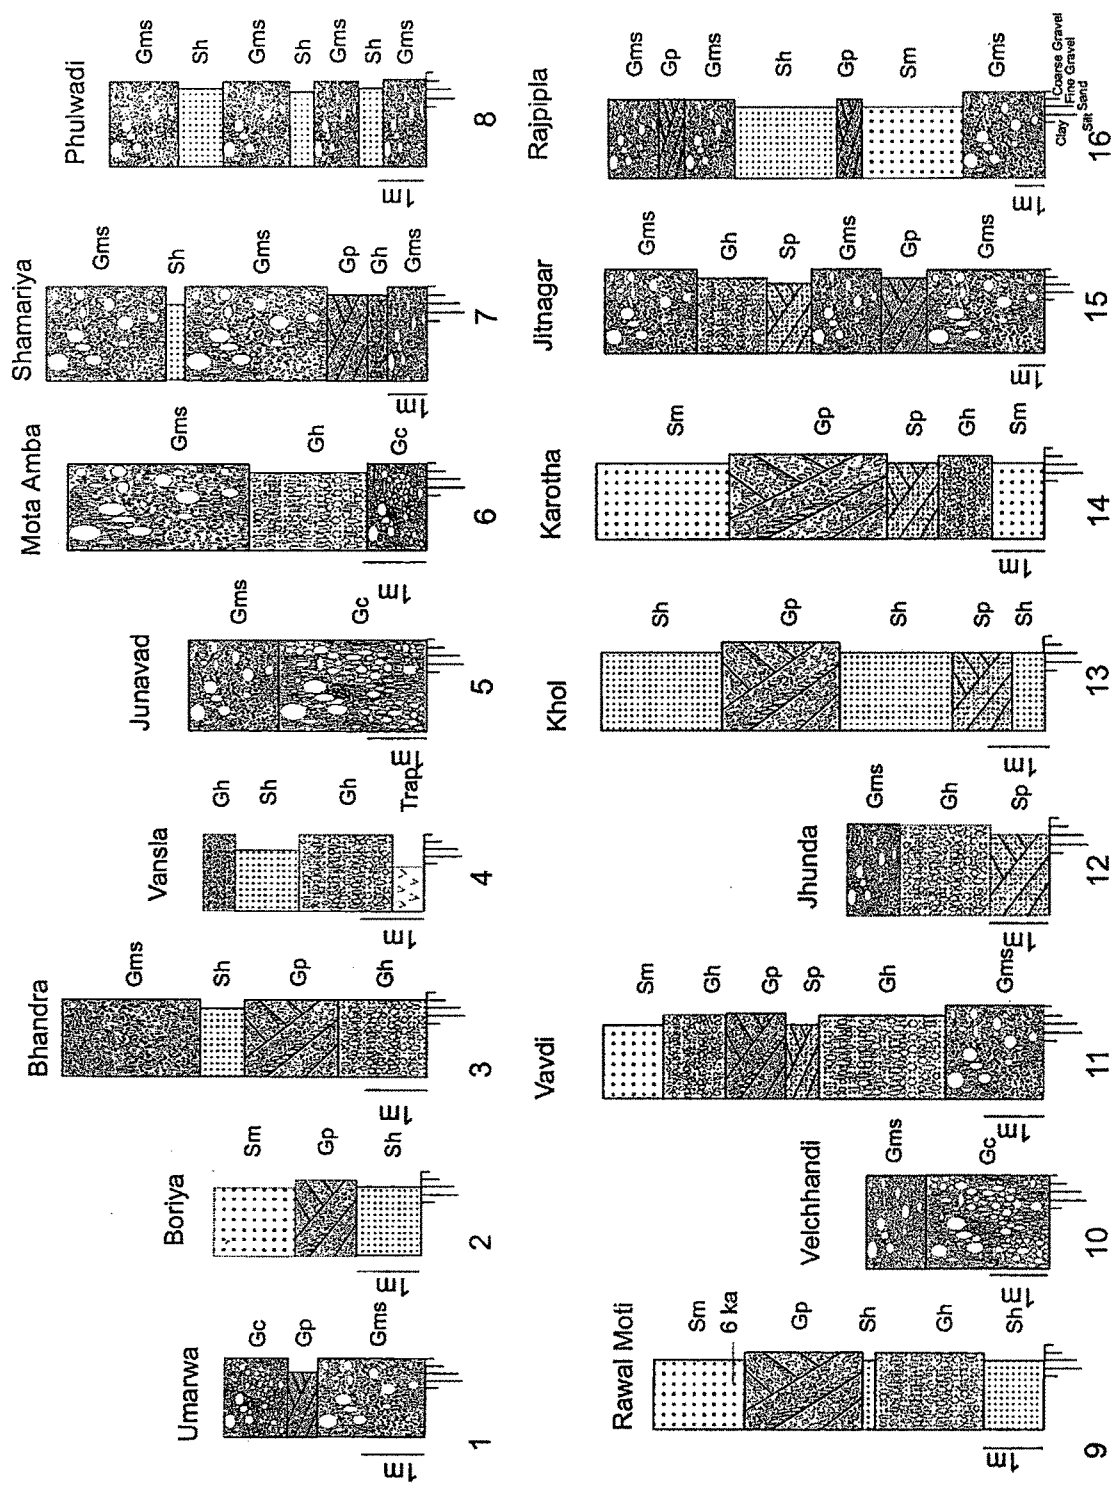 Umarwa
Gc
Gp
Gms
1m
1
Boriya
Sm
Gp
Sh
1m
2
Bhandra
Gms
Sh
Gp
Gh
1m
3
Vansla
Gh
Sh
Gh
Trap
1m
4
Junavad
Gms
Gc
1m
5
Mota Amba
Gms
Gh
Gc
1m
6
Shamariya
Gms
Sh
Gms
Gp
Gh
Gms
1m
7
Phulwadi
Gms
Sh
Gms
Sh
Gms
Sh
Gms
1m
8
Rawal Moti
Sm
6 ka
Gp
Sh
Gh
Sh
1m
9
Velchhandi
Gms
Gc
1m
10
Vavdi
Sm
Gh
Gp
Sp
Gh
Gms
1m
11
Jhunda
Gms
Gh
Sp
1m
12
Khol
Sh
Gp
Sh
Sp
Sh
1m
13
Karotha
Sm
Gp
Sp
Gh
Sm
1m
14
Jitnagar
Gms
Gh
Sp
Gms
Gp
Gms
1m
15
Rajpipla
Gms
Gp
Gms
Sh
Gp
Sm
Gms
1m
Clay
Silt
Sand
Fine Gravel
Coarse Gravel
16